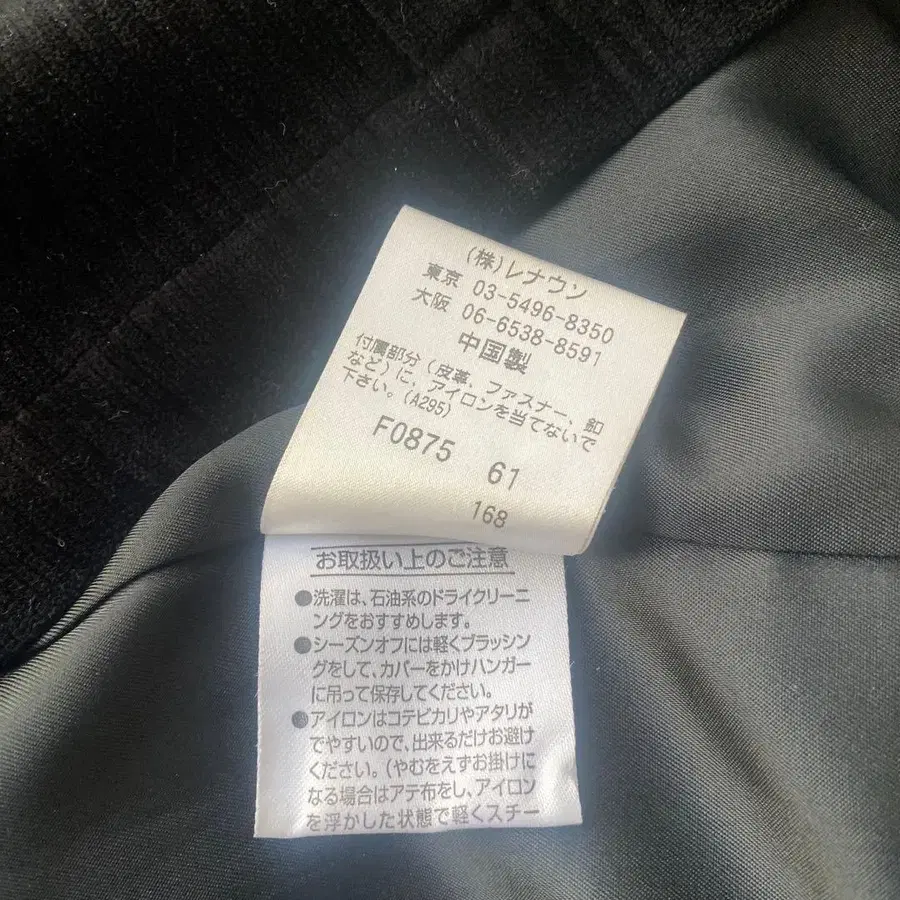 (株)レナウン
東京 03-5496-8350
大阪 06-6538-8591
中国製
付属部分(皮革、ファスナー、釦
など)に、アイロンを当てないで
下さい。(A295)
F0875 61
168
お取扱い上のご注意
●洗濯は、石油系のドライクリーニ
ングをおすすめします。
●シーズンオフには軽くブラッシン
グをして、カバーをかけハンガー
に吊って保存してください。
●アイロンはコテビカリやアタリが
でやすいので、出来るだけお避け
ください。(やむをえずお掛けに
なる場合はアテ布をし、アイロン
を浮かした状態で軽くスチー